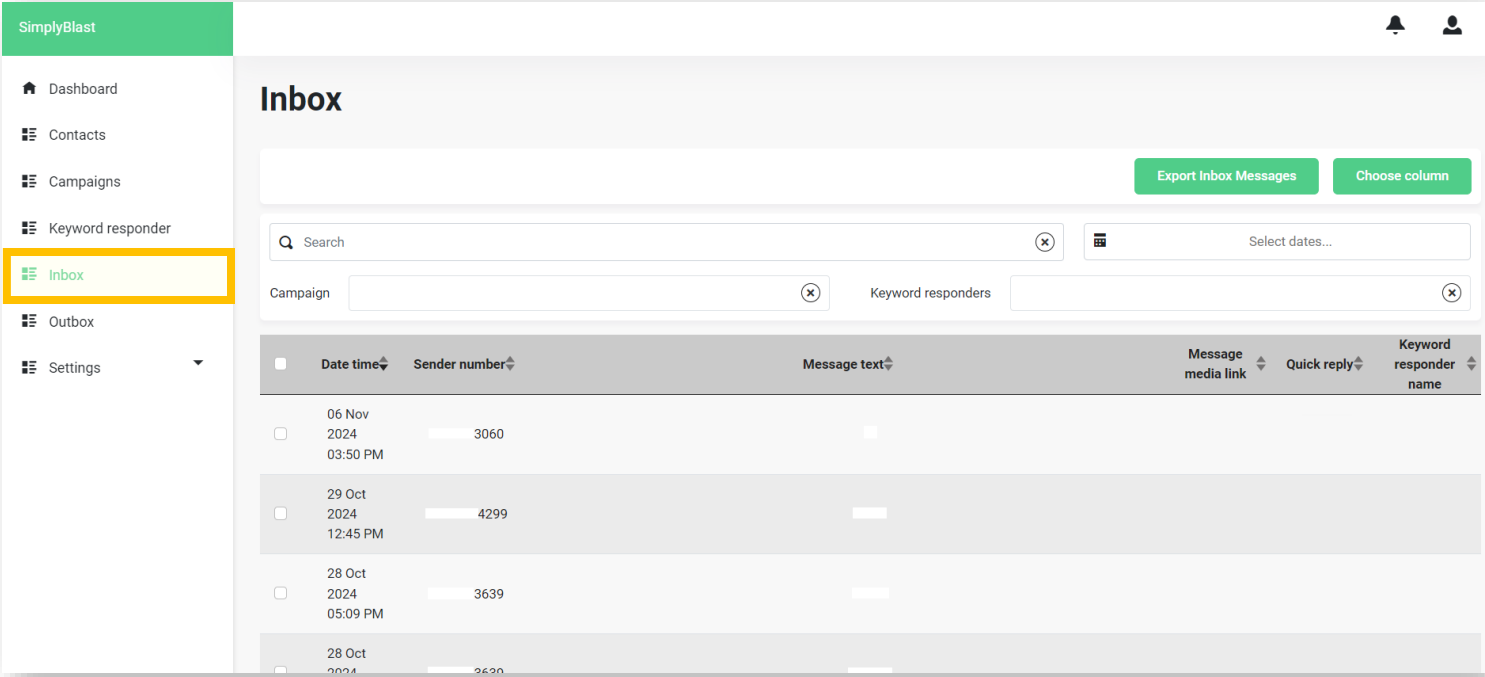 SimplyBlast
Dashboard
Contacts
Campaigns
Keyword responder
Inbox
Outbox
Settings
Inbox
Export Inbox Messages
Choose column
Search
Select dates...
Campaign
Keyword responders
Date time
Sender number
Message text
Message
media link
Quick reply
Keyword
responder
name
06 Nov
2024
03:50 PM
3060
29 Oct
2024
12:45 PM
4299
28 Oct
2024
05:09 PM
3639
28 Oct
2024
3639